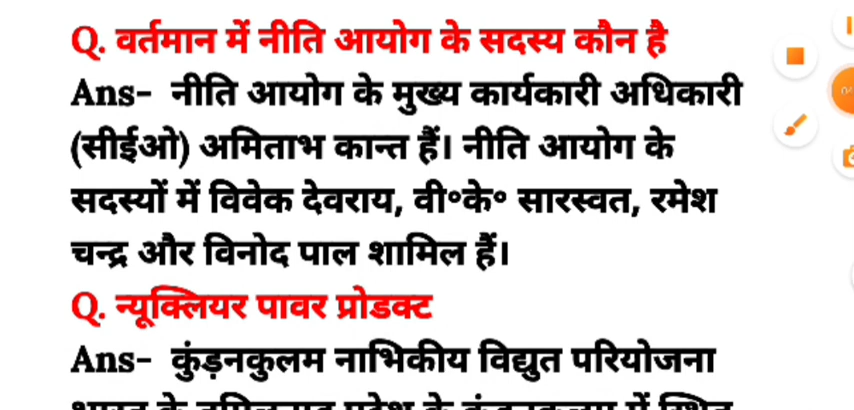 Q. वर्तमान में नीति आयोग के सदस्य कौन है
Ans- नीति आयोग के मुख्य कार्यकारी अधिकारी
(सीईओ) अमिताभ कान्त हैं। नीति आयोग के
सदस्यों में विवेक देवराय, वी॰के॰ सारस्वत, रमेश
चन्द्र और विनोद पाल शामिल हैं।
Q. न्यूक्लियर पावर प्रोडक्ट
Ans- कुंड़नकुलम नाभिकीय विद्युत परियोजना